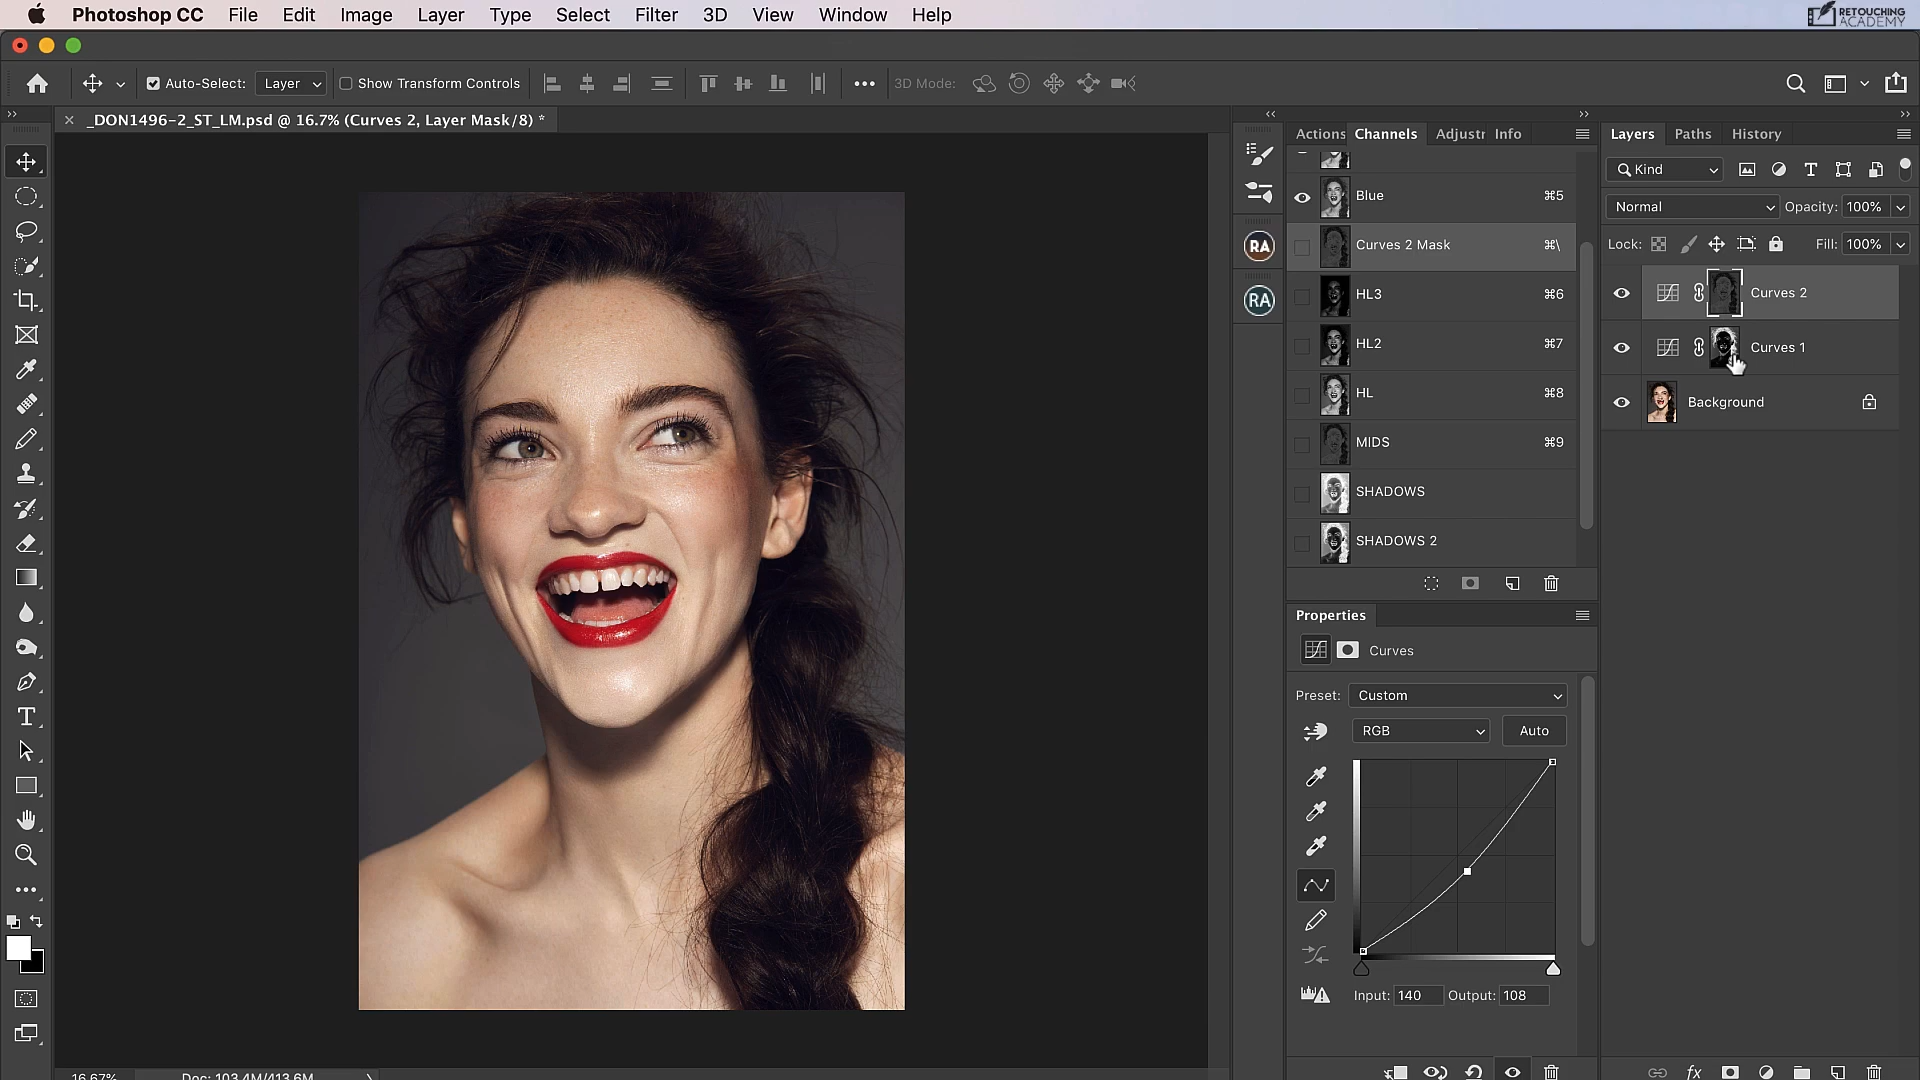 Photoshop CC File Edit Image Layer Type Select Filter 3D View Window Help
RETOUCHING
ACADEMY
Auto-Select: Layer Show Transform Controls 3D Mode:
_DON1496-2_ST_LM.psd @ 16.7% (Curves 2, Layer Mask/8) *
Actions Channels Adjustr Info
Blue ⌘5
Curves 2 Mask ⌘\
HL3 ⌘6
HL2 ⌘7
HL ⌘8
MIDS ⌘9
SHADOWS
SHADOWS 2
RA
RA
Properties
Curves
Preset: Custom
RGB Auto
Input: 140 Output: 108
Layers Paths History
Kind
Normal Opacity: 100%
Lock: Fill: 100%
Curves 2
Curves 1
Background
16.67% Doc: 103.4M/413.6M